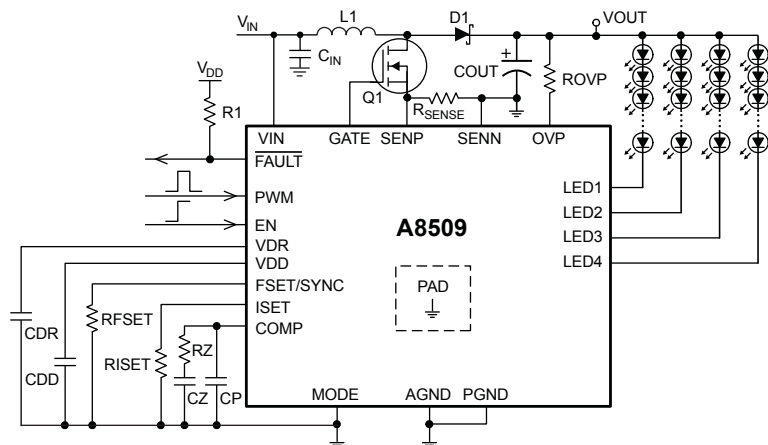 VIN
L1
D1
VOUT
CIN
VDD
COUT
ROVP
Q1
R1
RSENSE
VIN GATE SENP SENN OVP
FAULT
PWM
LED1
EN
LED2
A8509
VDR
LED3
VDD
LED4
FSET/SYNC
PAD
RFSET
ISET
CDR
COMP
RZ
RISET
CDD
CZ CP
MODE AGND PGND